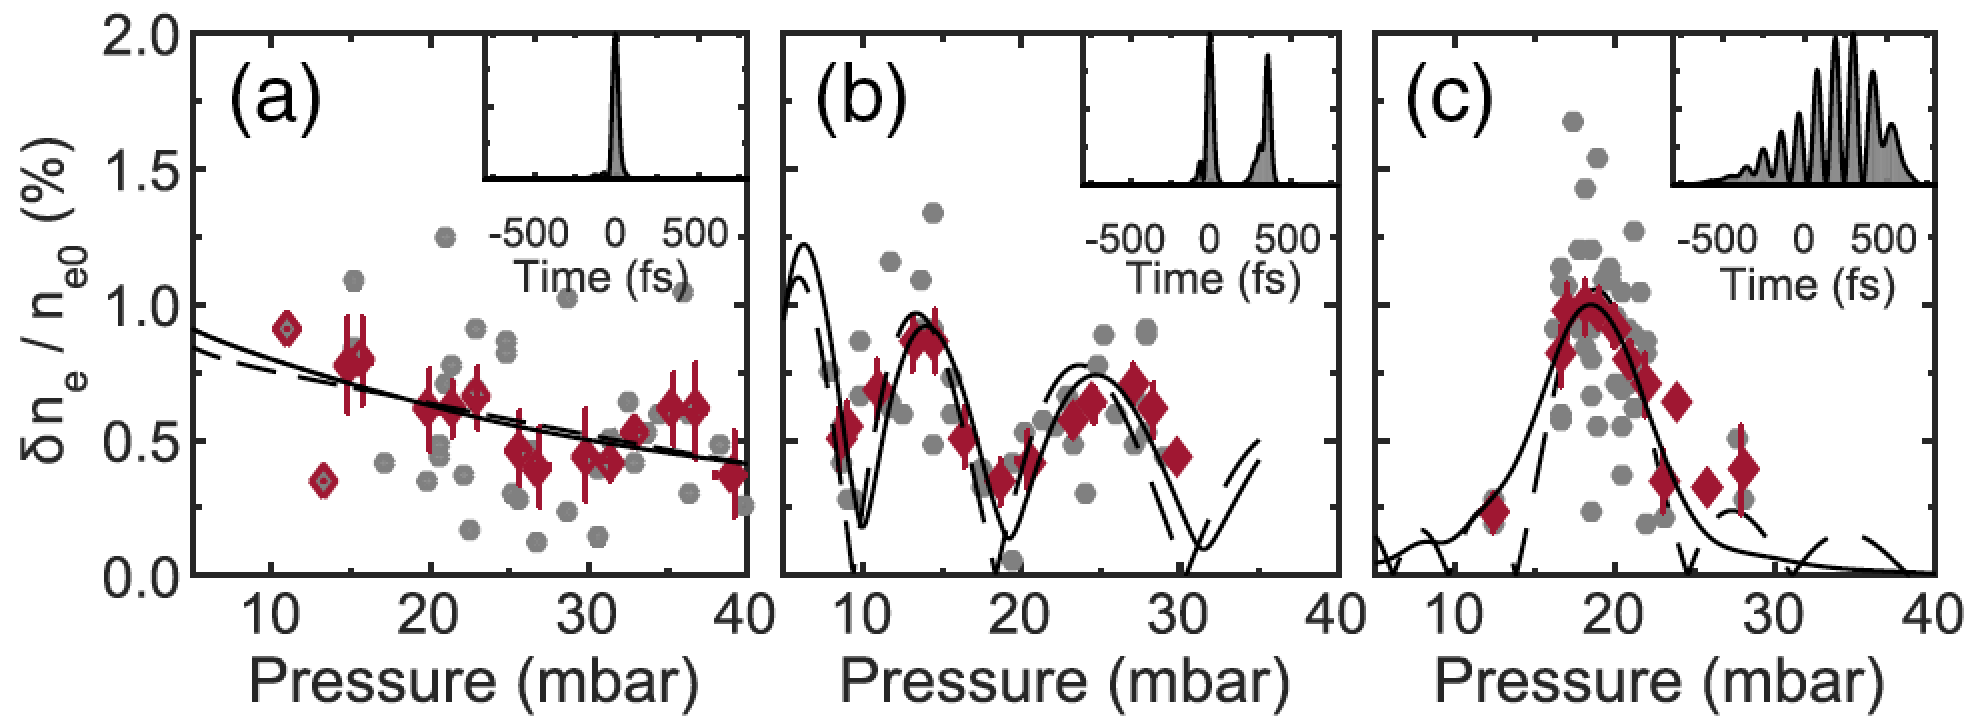 2.0
1.5
1.0
0.5
0.0
δnₑ / nₑ₀ (%)
(a)
-500 0 500
Time (fs)
10 20 30 40
Pressure (mbar)
(b)
-500 0 500
Time (fs)
10 20 30 40
Pressure (mbar)
(c)
-500 0 500
Time (fs)
10 20 30 40
Pressure (mbar)